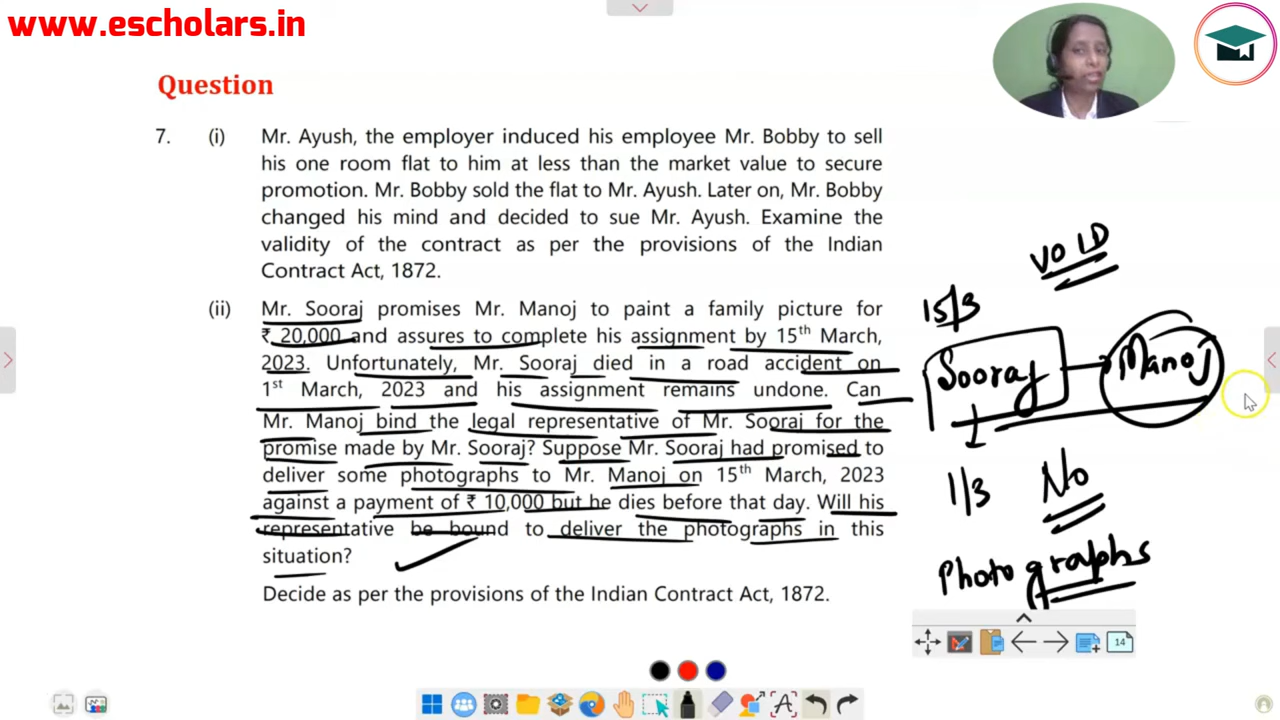 www.escholars.in
Question
7. (i) Mr. Ayush, the employer induced his employee Mr. Bobby to sell
his one room flat to him at less than the market value to secure
promotion. Mr. Bobby sold the flat to Mr. Ayush. Later on, Mr. Bobby
changed his mind and decided to sue Mr. Ayush. Examine the
validity of the contract as per the provisions of the Indian
Contract Act, 1872.
(ii) Mr. Sooraj promises Mr. Manoj to paint a family picture for
₹ 20,000 and assures to complete his assignment by 15th March,
2023. Unfortunately, Mr. Sooraj died in a road accident on
1st March, 2023 and his assignment remains undone. Can
Mr. Manoj bind the legal representative of Mr. Sooraj for the
promise made by Mr. Sooraj? Suppose Mr. Sooraj had promised to
deliver some photographs to Mr. Manoj on 15th March, 2023
against a payment of ₹ 10,000 but he dies before that day. Will his
representative be bound to deliver the photographs in this
situation?
Decide as per the provisions of the Indian Contract Act, 1872.
VOID
15/3
Sooraj
Manoj
1/3
No
Photographs
14